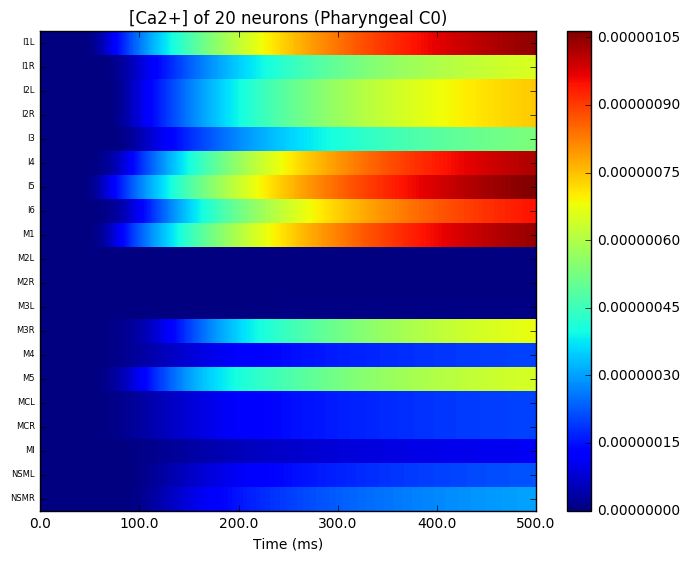 [Ca2+] of 20 neurons (Pharyngeal C0)
I1L
I1R
I2L
I2R
I3
I4
I5
I6
M1
M2L
M2R
M3L
M3R
M4
M5
MCL
MCR
MI
NSML
NSMR
0.0 100.0 200.0 300.0 400.0 500.0
Time (ms)
0.00000105
0.00000090
0.00000075
0.00000060
0.00000045
0.00000030
0.00000015
0.00000000